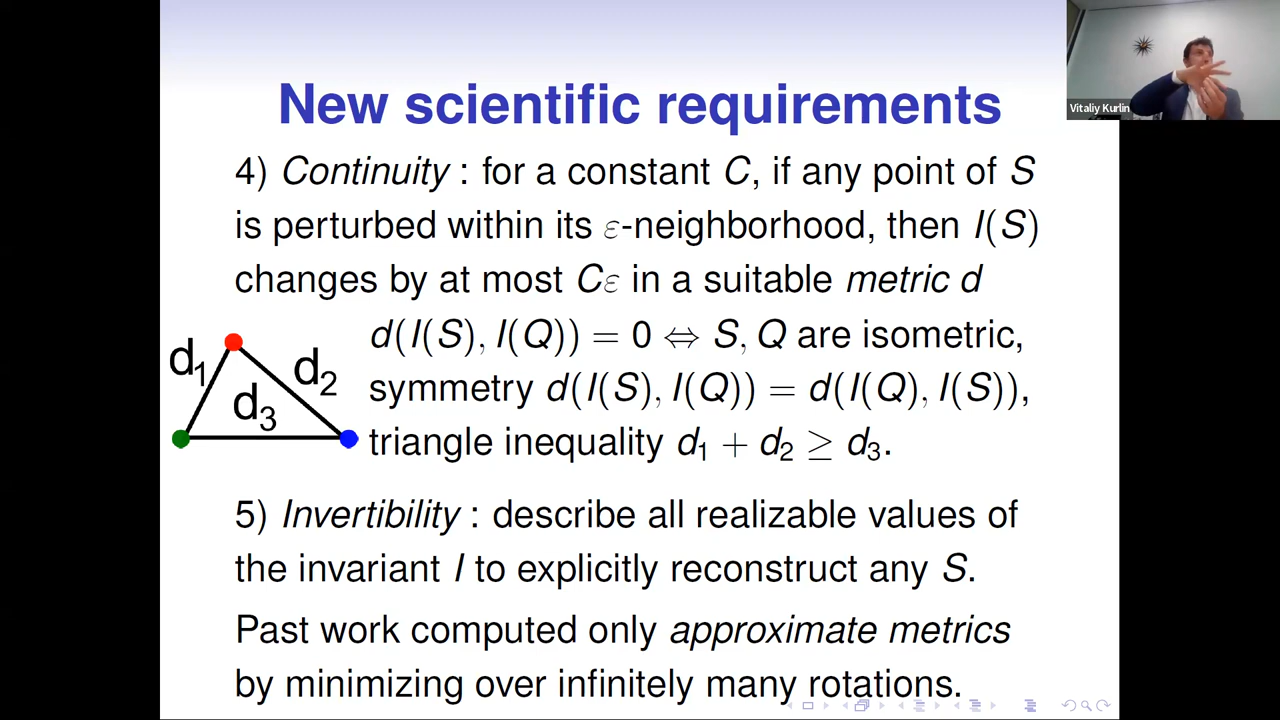 New scientific requirements
Vitaliy Kurlin
4) Continuity : for a constant C, if any point of S
is perturbed within its ε-neighborhood, then I(S)
changes by at most Cε in a suitable metric d
d(I(S), I(Q)) = 0 ⇔ S, Q are isometric,
symmetry d(I(S), I(Q)) = d(I(Q), I(S)),
triangle inequality d₁ + d₂ ≥ d₃.
d₁
d₂
d₃
5) Invertibility : describe all realizable values of
the invariant I to explicitly reconstruct any S.
Past work computed only approximate metrics
by minimizing over infinitely many rotations.